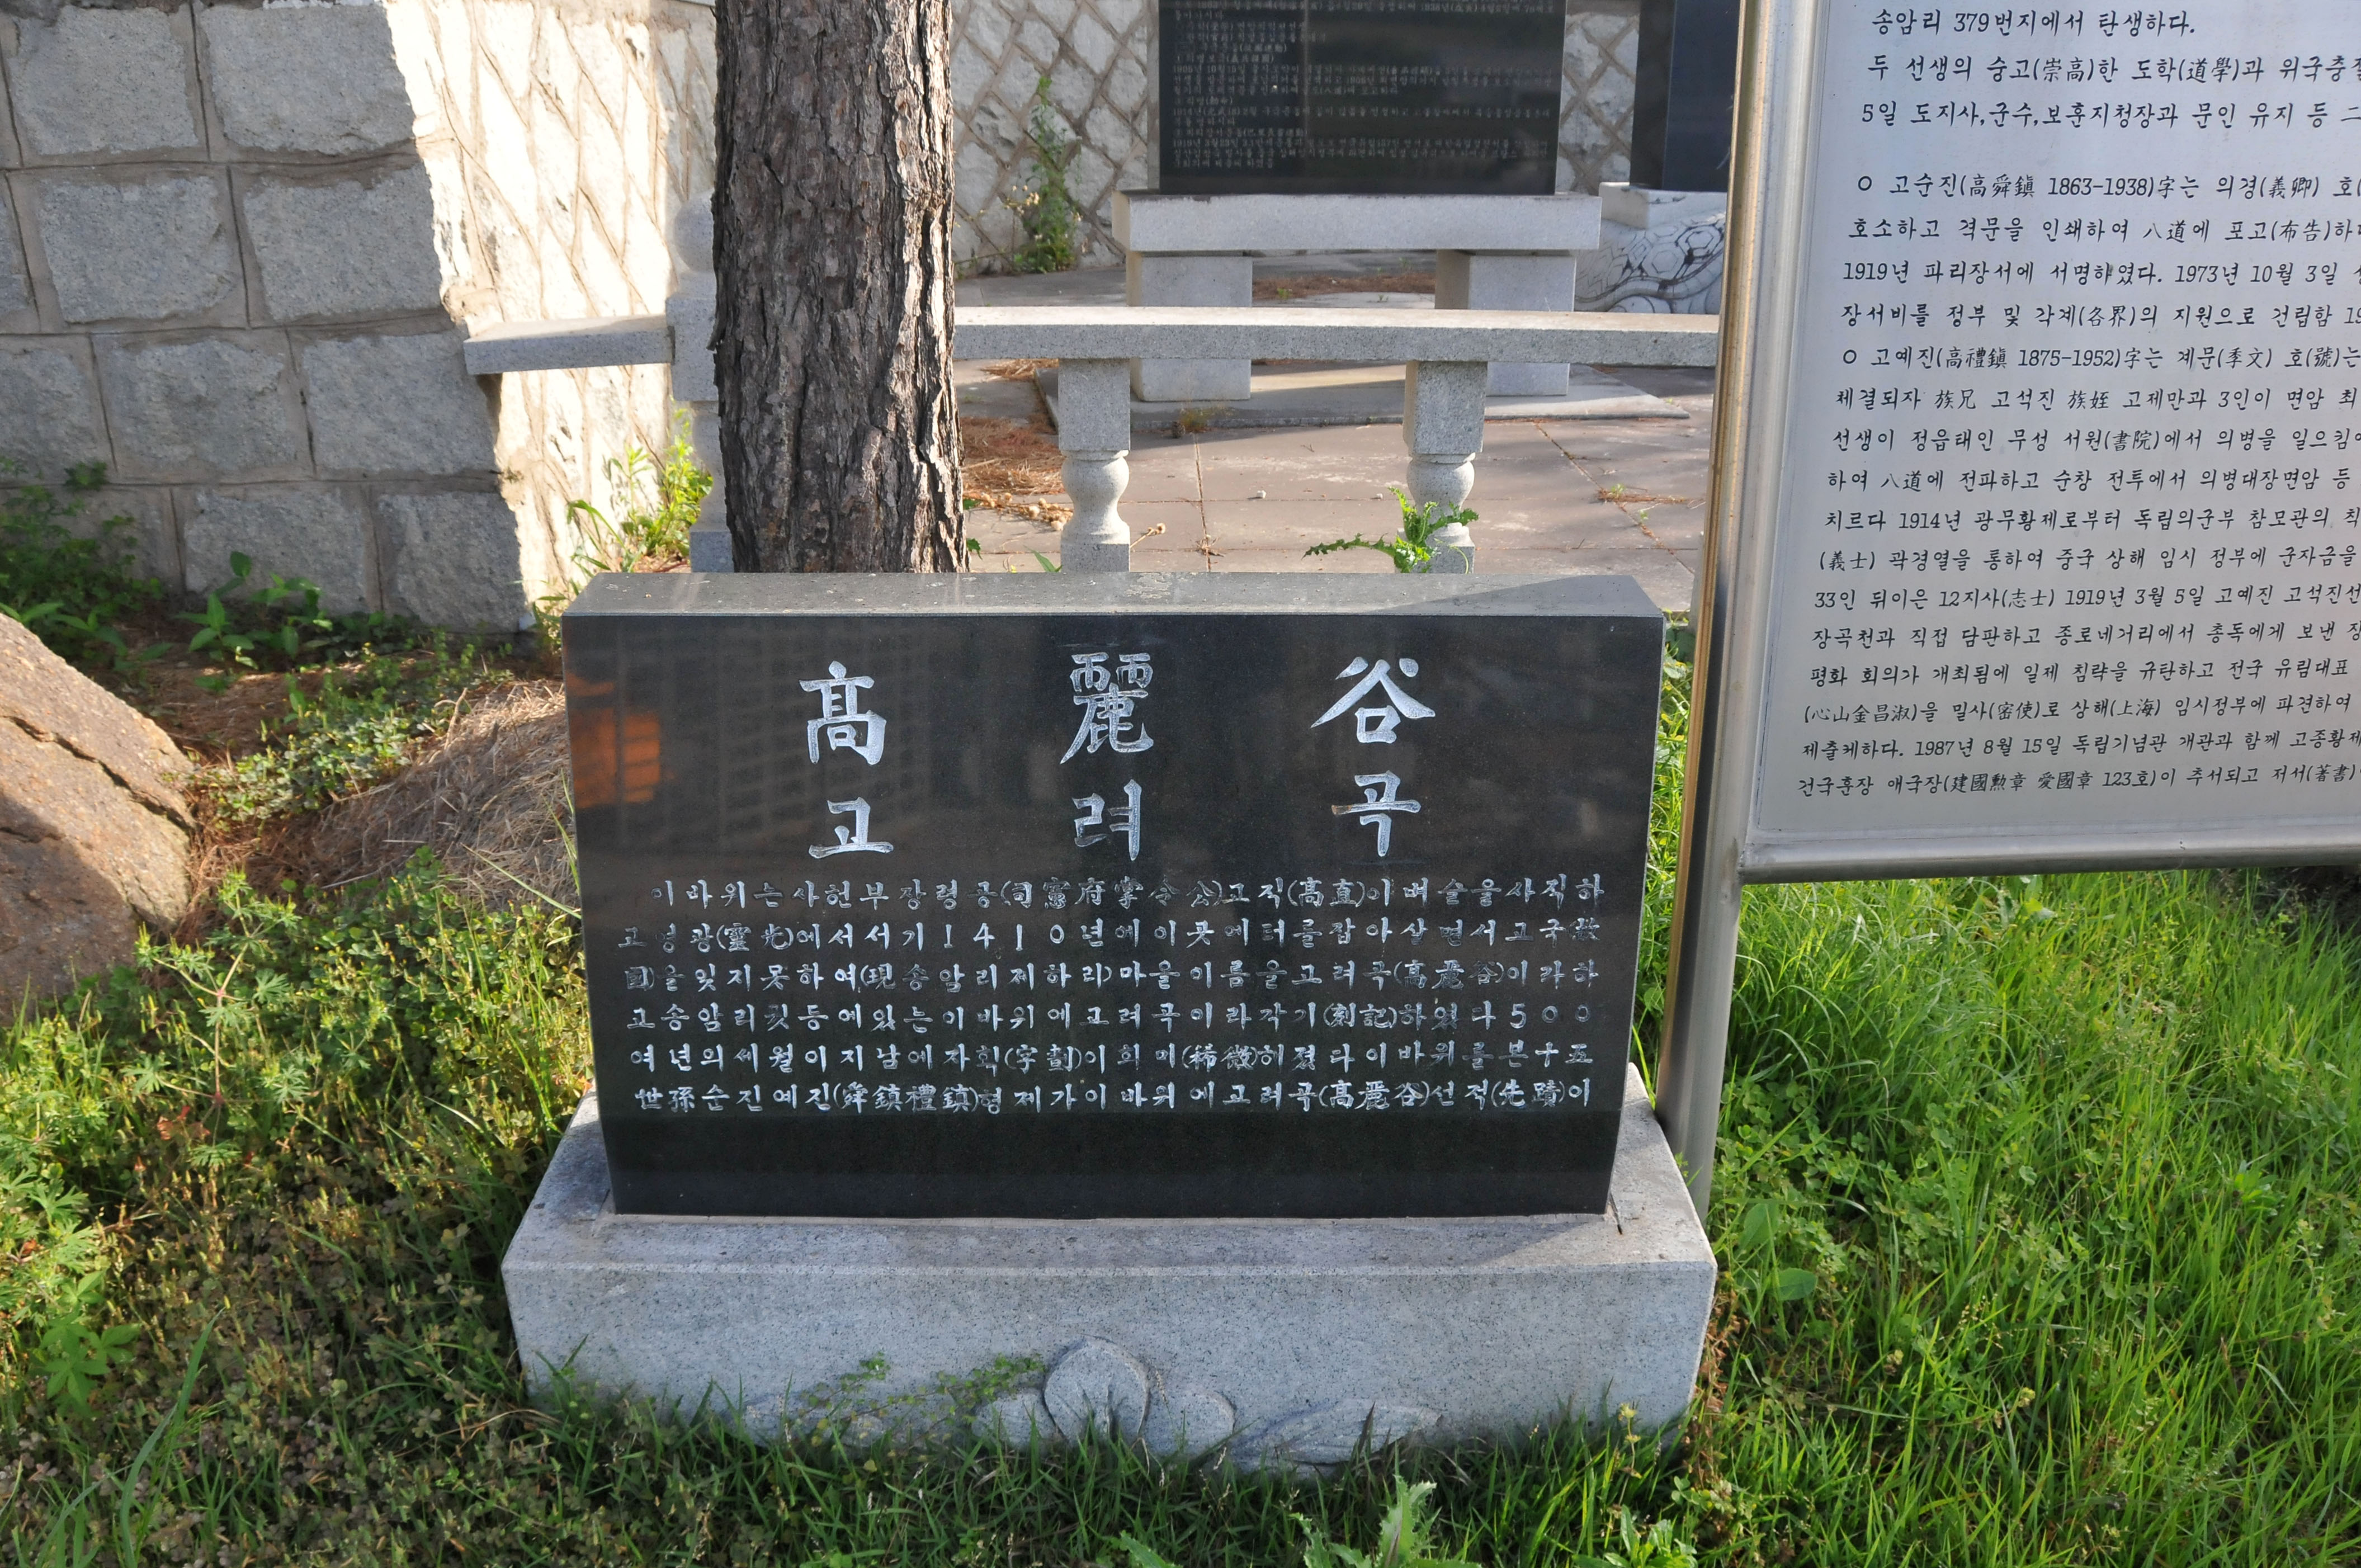 高 麗 谷
고 려 곡
이바위는사헌부장령공(司憲府掌令公)고직(高直)이벼슬을사직하
고영광(靈光)에서서기1410년에이곳에터를잡아살면서고국(故
國)을잊지못하여(現송암리제하리)마을이름을고려곡(高麗谷)이라하
고송암리뒷등에있는이바위에고려곡이라각기(刻記)하였다500
여년의세월이지남에자획(字劃)이희미(稀微)해졌다이바위를본十五
世孫순진예진(舜鎭禮鎭)형제가이바위에고려곡(高麗谷)선적(先蹟)이
송암리 379번지에서 탄생하다.
두 선생의 숭고(崇高)한 도학(道學)과 위국충절
5일 도지사,군수,보훈지청장과 문인 유지 등 二
○ 고순진(高舜鎭 1863-1938)字는 의경(義卿) 호(
호소하고 격문을 인쇄하여 八道에 포고(布告)하
1919년 파리장서에 서명하였다. 1973년 10월 3일
장서비를 정부 및 각계(各界)의 지원으로 건립함 19
○ 고예진(高禮鎭 1875-1952)字는 계문(季文) 호(號)는
체결되자 族兄 고석진 族姪 고제만과 3인이 면암 최
선생이 정읍태인 무성 서원(書院)에서 의병을 일으킴에
하여 八道에 전파하고 순창 전투에서 의병대장면암 등
치르다 1914년 광무황제로부터 독립의군부 참모관의 칙
(義士) 곽경열을 통하여 중국 상해 임시 정부에 군자금을
33인 뒤이은 12지사(志士) 1919년 3월 5일 고예진 고석진선
장곡천과 직접 담판하고 종로네거리에서 총독에게 보낸 장
평화 회의가 개최됨에 일제 침략을 규탄하고 전국 유림대표
(心山金昌淑)을 밀사(密使)로 상해(上海) 임시정부에 파견하여
제출케하다. 1987년 8월 15일 독립기념관 개관과 함께 고종황제
건국훈장 애국장(建國勲章 愛國章 123호)이 추서되고 저서(著書)